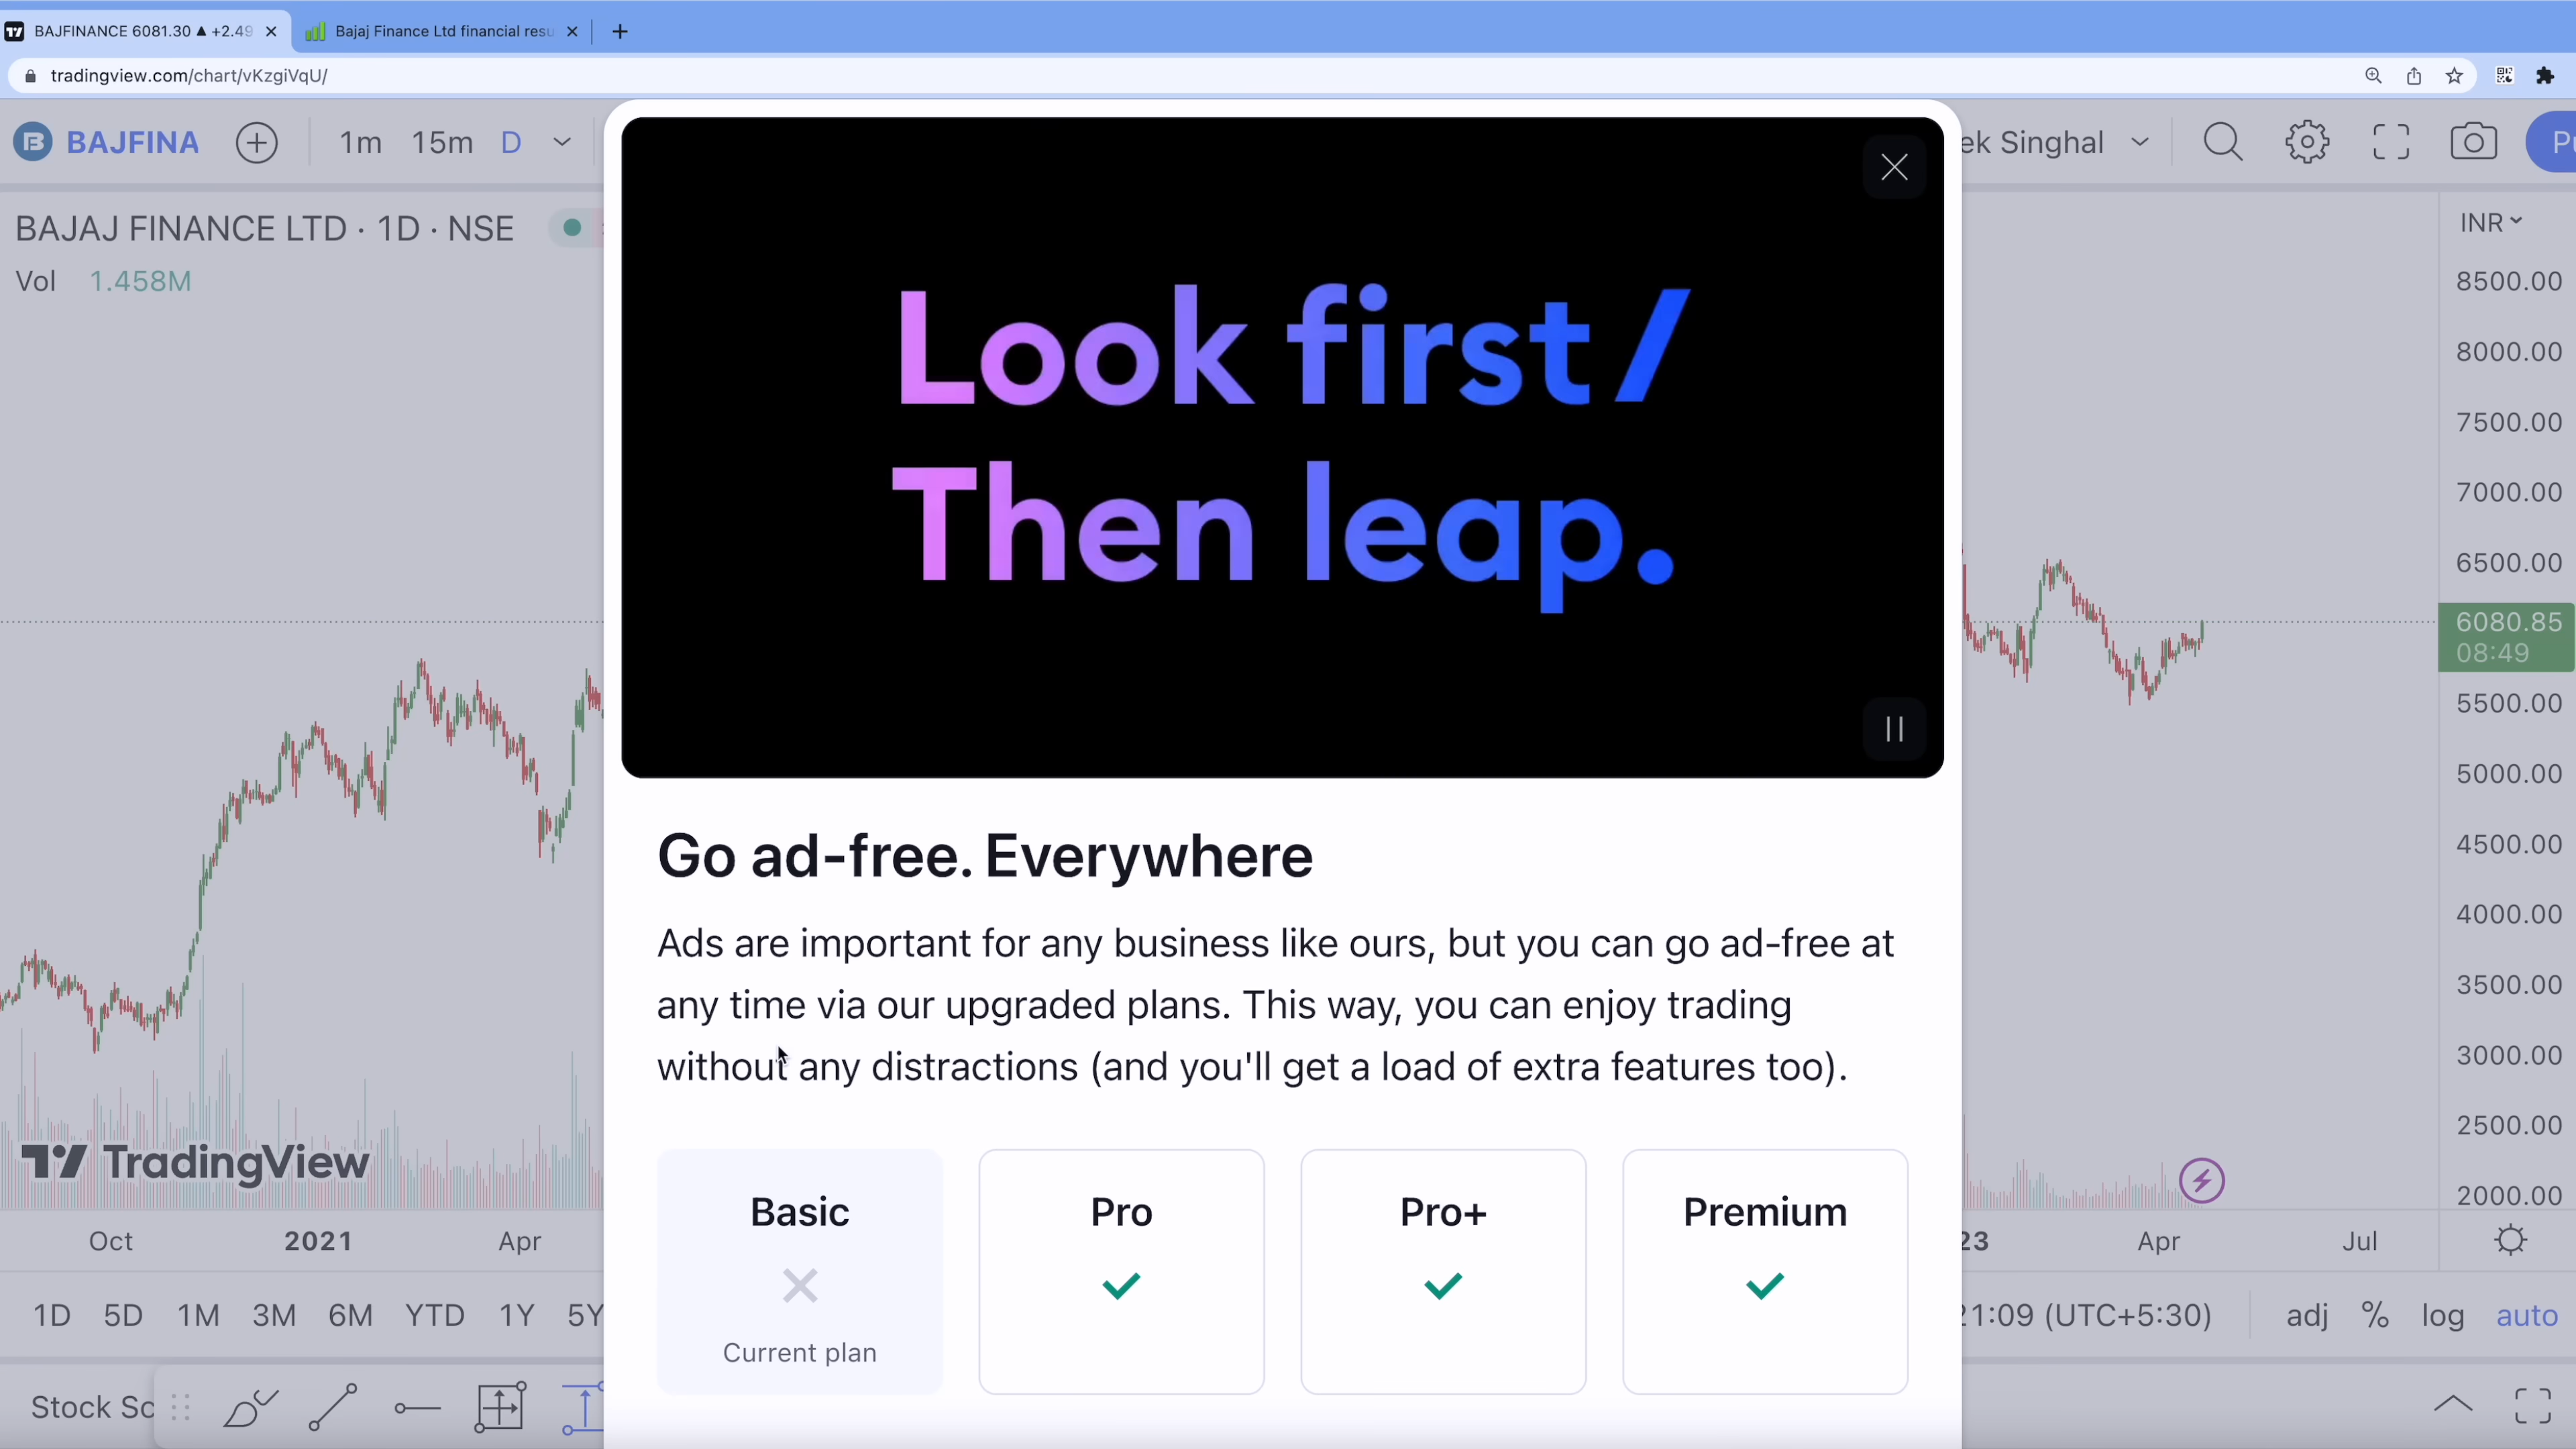 BAJFINANCE 6081.30 ▲ +2.49
Bajaj Finance Ltd financial resu
tradingview.com/chart/vKzgiVqU/
BAJFINA
1m 15m D
ek Singhal
BAJAJ FINANCE LTD · 1D · NSE
Vol 1.458M
INR
8500.00
8000.00
7500.00
7000.00
6500.00
6080.85
08:49
5500.00
5000.00
4500.00
4000.00
3500.00
3000.00
2500.00
2000.00
Look first /
Then leap.
Go ad-free. Everywhere
Ads are important for any business like ours, but you can go ad-free at
any time via our upgraded plans. This way, you can enjoy trading
without any distractions (and you'll get a load of extra features too).
Basic
Current plan
Pro
Pro+
Premium
TradingView
Oct 2021 Apr
23 Apr Jul
1D 5D 1M 3M 6M YTD 1Y 5Y
21:09 (UTC+5:30) adj % log auto
Stock Sc